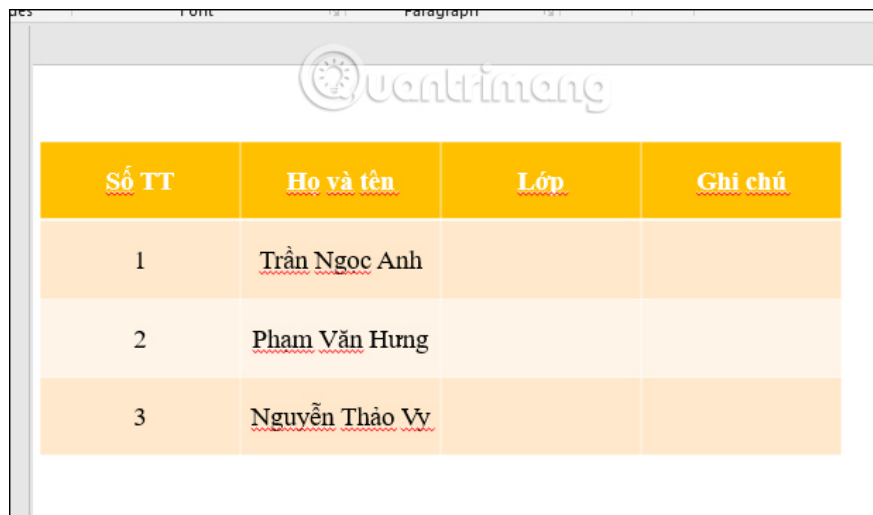 Font Paragraph
Quantrimang
Số TT Họ và tên Lớp Ghi chú
1 Trần Ngọc Anh
2 Phạm Văn Hưng
3 Nguyễn Thảo Vy